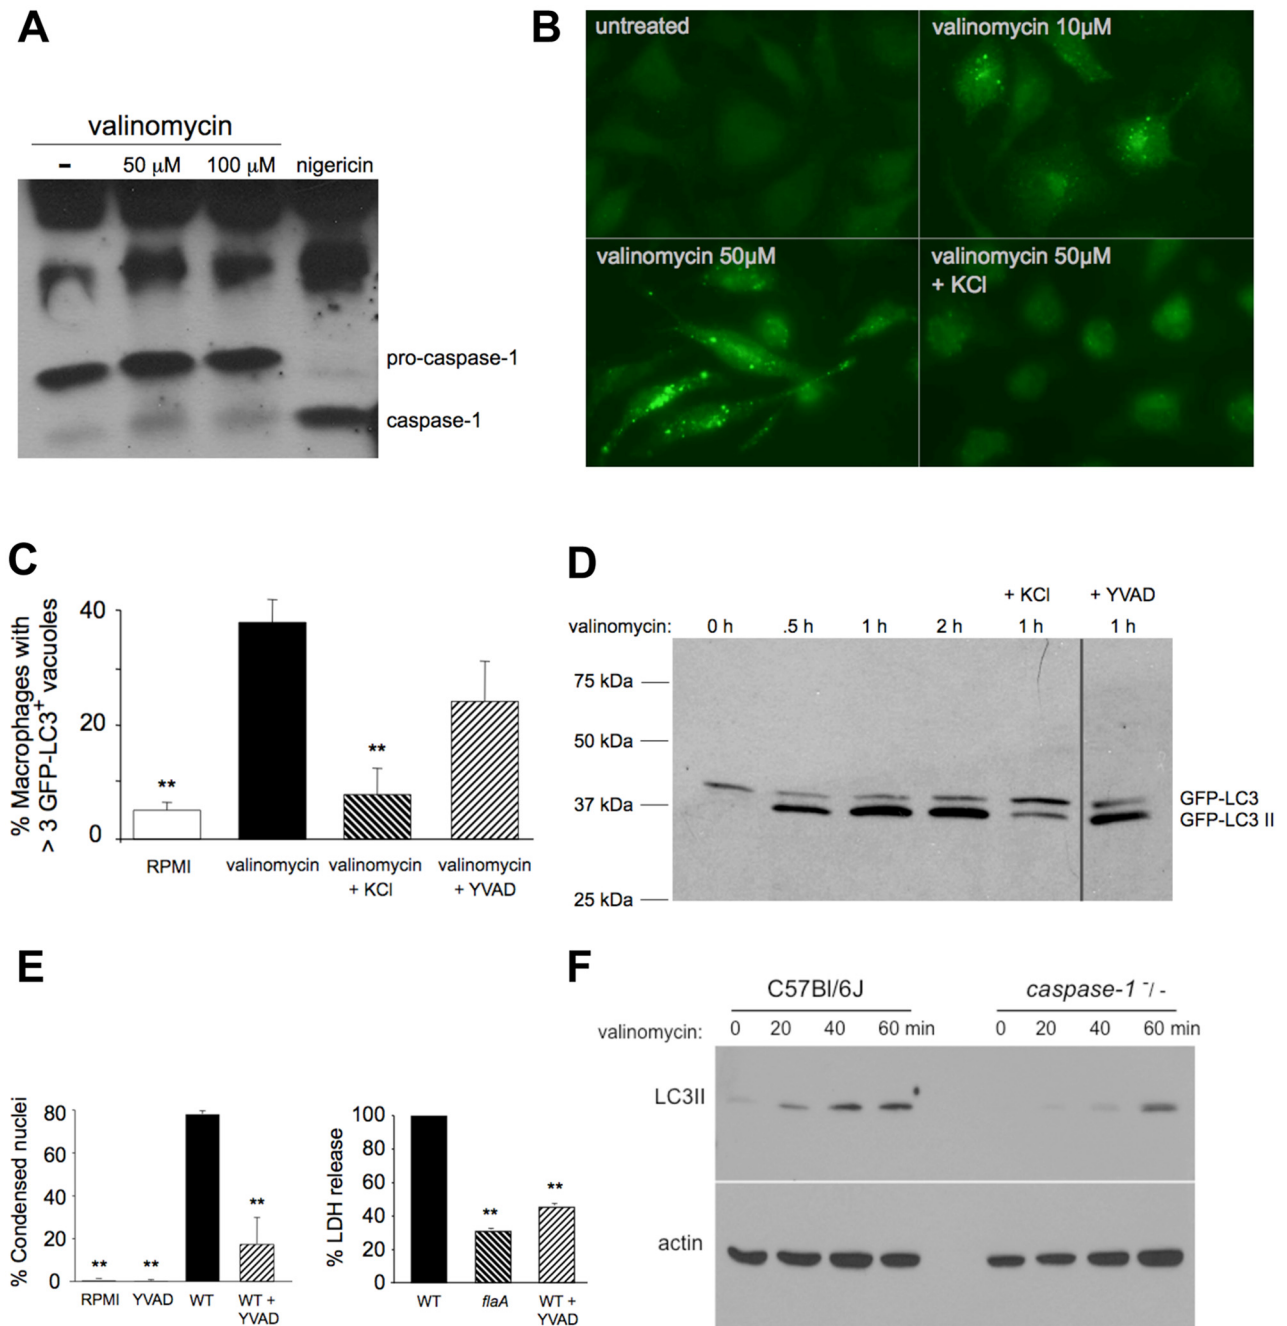 A
valinomycin
– 50 µM 100 µM nigericin
pro-caspase-1
caspase-1
B
untreated
valinomycin 10µM
valinomycin 50µM
valinomycin 50µM
+ KCl
C
% Macrophages with
> 3 GFP-LC3+ vacuoles
40
20
0
**
**
RPMI
valinomycin
valinomycin
+ KCl
valinomycin
+ YVAD
D
+ KCl + YVAD
valinomycin: 0 h .5 h 1 h 2 h 1 h 1 h
75 kDa
50 kDa
37 kDa
25 kDa
GFP-LC3
GFP-LC3 II
E
% Condensed nuclei
80
60
40
20
0
**
**
**
RPMI
YVAD
WT
WT +
YVAD
% LDH release
100
80
60
40
20
0
**
**
WT
flaA
WT +
YVAD
F
C57Bl/6J caspase-1 -/-
valinomycin: 0 20 40 60 min 0 20 40 60 min
LC3II
actin